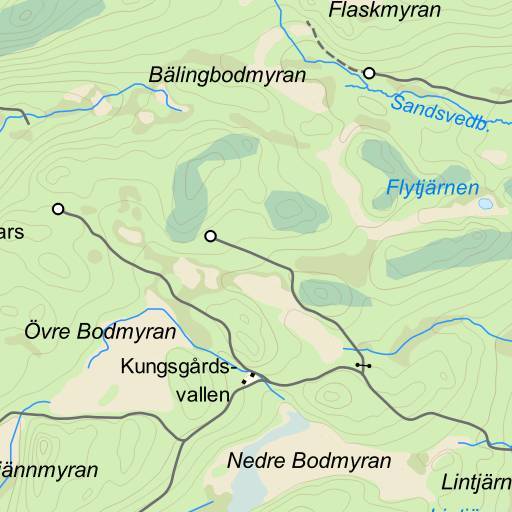 Flaskmyran
Bälingbodmyran
Sandsvedb.
Flytjärnen
ars
Övre Bodmyran
Kungsgårds-
vallen
Nedre Bodmyran
ännmyran
Lintjärn